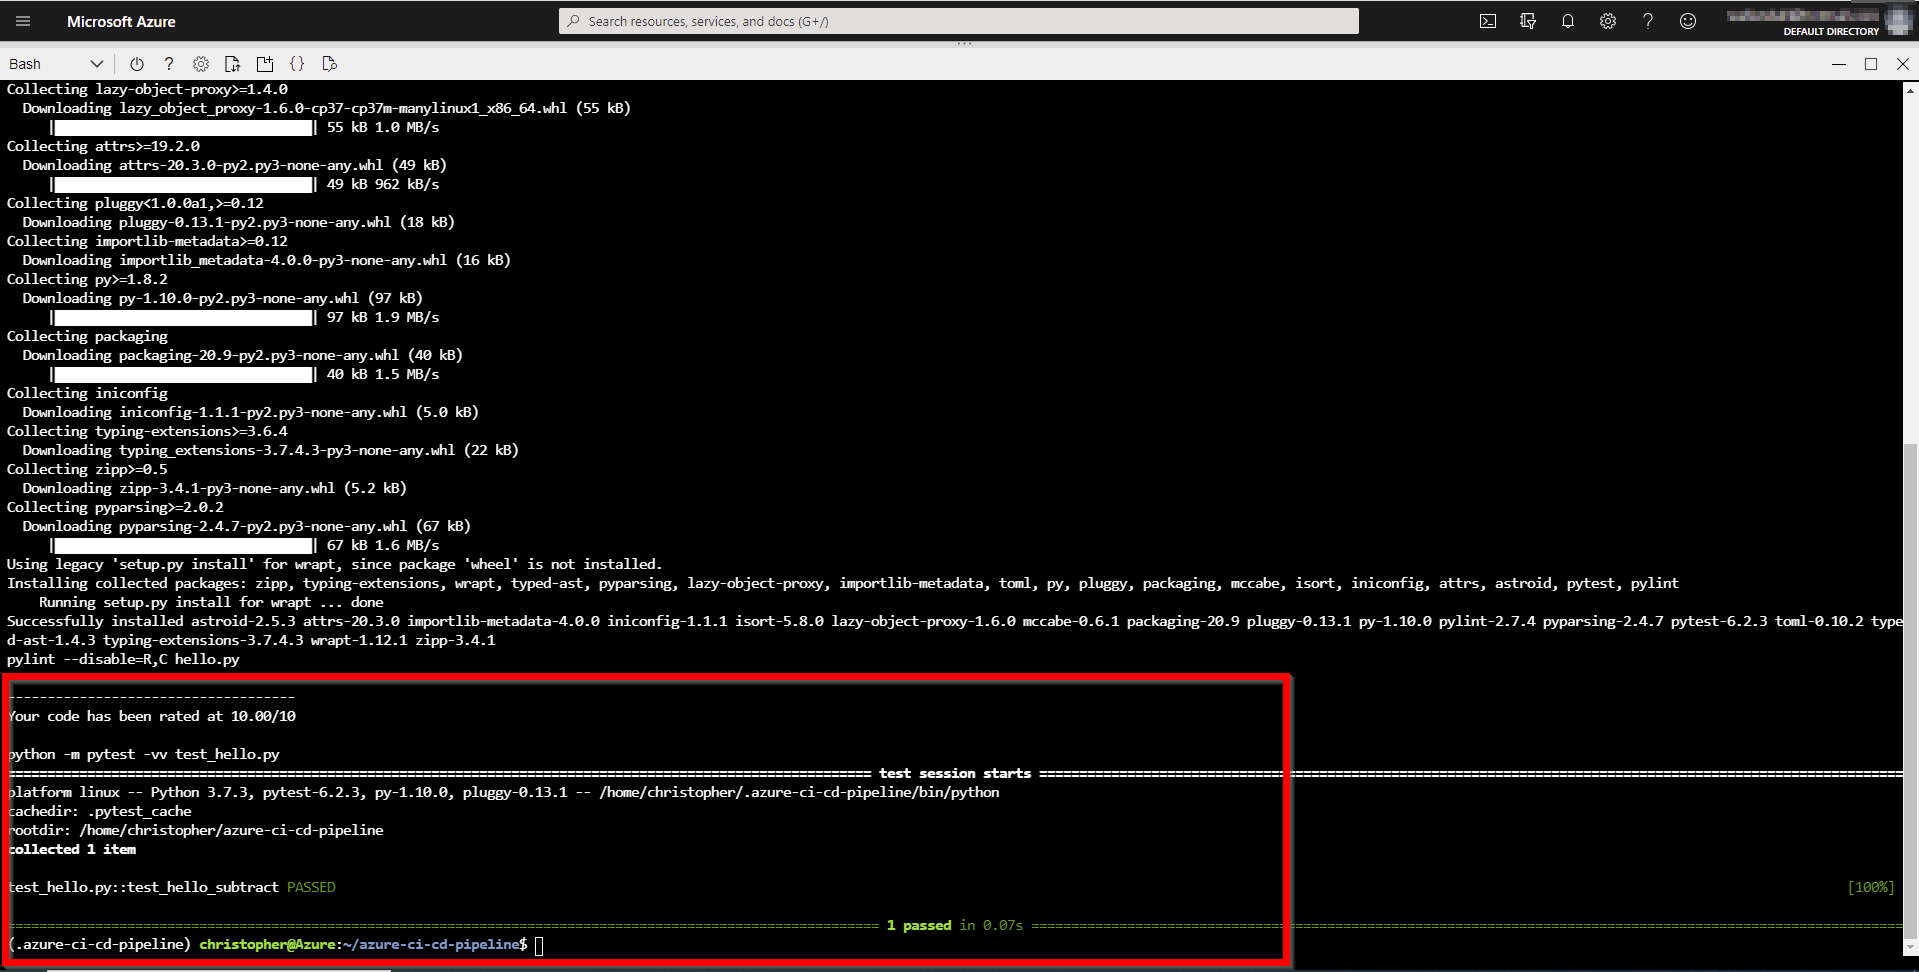 Microsoft Azure
Search resources, services, and docs (G+/)
DEFAULT DIRECTORY
Bash
Collecting lazy-object-proxy>=1.4.0
  Downloading lazy_object_proxy-1.6.0-cp37-cp37m-manylinux1_x86_64.whl (55 kB)
| | 55 kB 1.0 MB/s
Collecting attrs>=19.2.0
  Downloading attrs-20.3.0-py2.py3-none-any.whl (49 kB)
| | 49 kB 962 kB/s
Collecting pluggy<1.0.0a1,>=0.12
  Downloading pluggy-0.13.1-py2.py3-none-any.whl (18 kB)
Collecting importlib-metadata>=0.12
  Downloading importlib_metadata-4.0.0-py3-none-any.whl (16 kB)
Collecting py>=1.8.2
  Downloading py-1.10.0-py2.py3-none-any.whl (97 kB)
| | 97 kB 1.9 MB/s
Collecting packaging
  Downloading packaging-20.9-py2.py3-none-any.whl (40 kB)
| | 40 kB 1.5 MB/s
Collecting iniconfig
  Downloading iniconfig-1.1.1-py2.py3-none-any.whl (5.0 kB)
Collecting typing-extensions>=3.6.4
  Downloading typing_extensions-3.7.4.3-py3-none-any.whl (22 kB)
Collecting zipp>=0.5
  Downloading zipp-3.4.1-py3-none-any.whl (5.2 kB)
Collecting pyparsing>=2.0.2
  Downloading pyparsing-2.4.7-py2.py3-none-any.whl (67 kB)
| | 67 kB 1.6 MB/s
Using legacy 'setup.py install' for wrapt, since package 'wheel' is not installed.
Installing collected packages: zipp, typing-extensions, wrapt, typed-ast, pyparsing, lazy-object-proxy, importlib-metadata, toml, py, pluggy, packaging, mccabe, isort, iniconfig, attrs, astroid, pytest, pylint
    Running setup.py install for wrapt ... done
Successfully installed astroid-2.5.3 attrs-20.3.0 importlib-metadata-4.0.0 iniconfig-1.1.1 isort-5.8.0 lazy-object-proxy-1.6.0 mccabe-0.6.1 packaging-20.9 pluggy-0.13.1 py-1.10.0 pylint-2.7.4 pyparsing-2.4.7 pytest-6.2.3 toml-0.10.2 type
d-ast-1.4.3 typing-extensions-3.7.4.3 wrapt-1.12.1 zipp-3.4.1
pylint --disable=R,C hello.py
------------------------------------
Your code has been rated at 10.00/10
python -m pytest -vv test_hello.py
============ test session starts ============
platform linux -- Python 3.7.3, pytest-6.2.3, py-1.10.0, pluggy-0.13.1 -- /home/christopher/.azure-ci-cd-pipeline/bin/python
cachedir: .pytest_cache
rootdir: /home/christopher/azure-ci-cd-pipeline
collected 1 item
test_hello.py::test_hello_subtract PASSED [100%]
============ 1 passed in 0.07s ============
(.azure-ci-cd-pipeline) christopher@Azure:~/azure-ci-cd-pipeline$